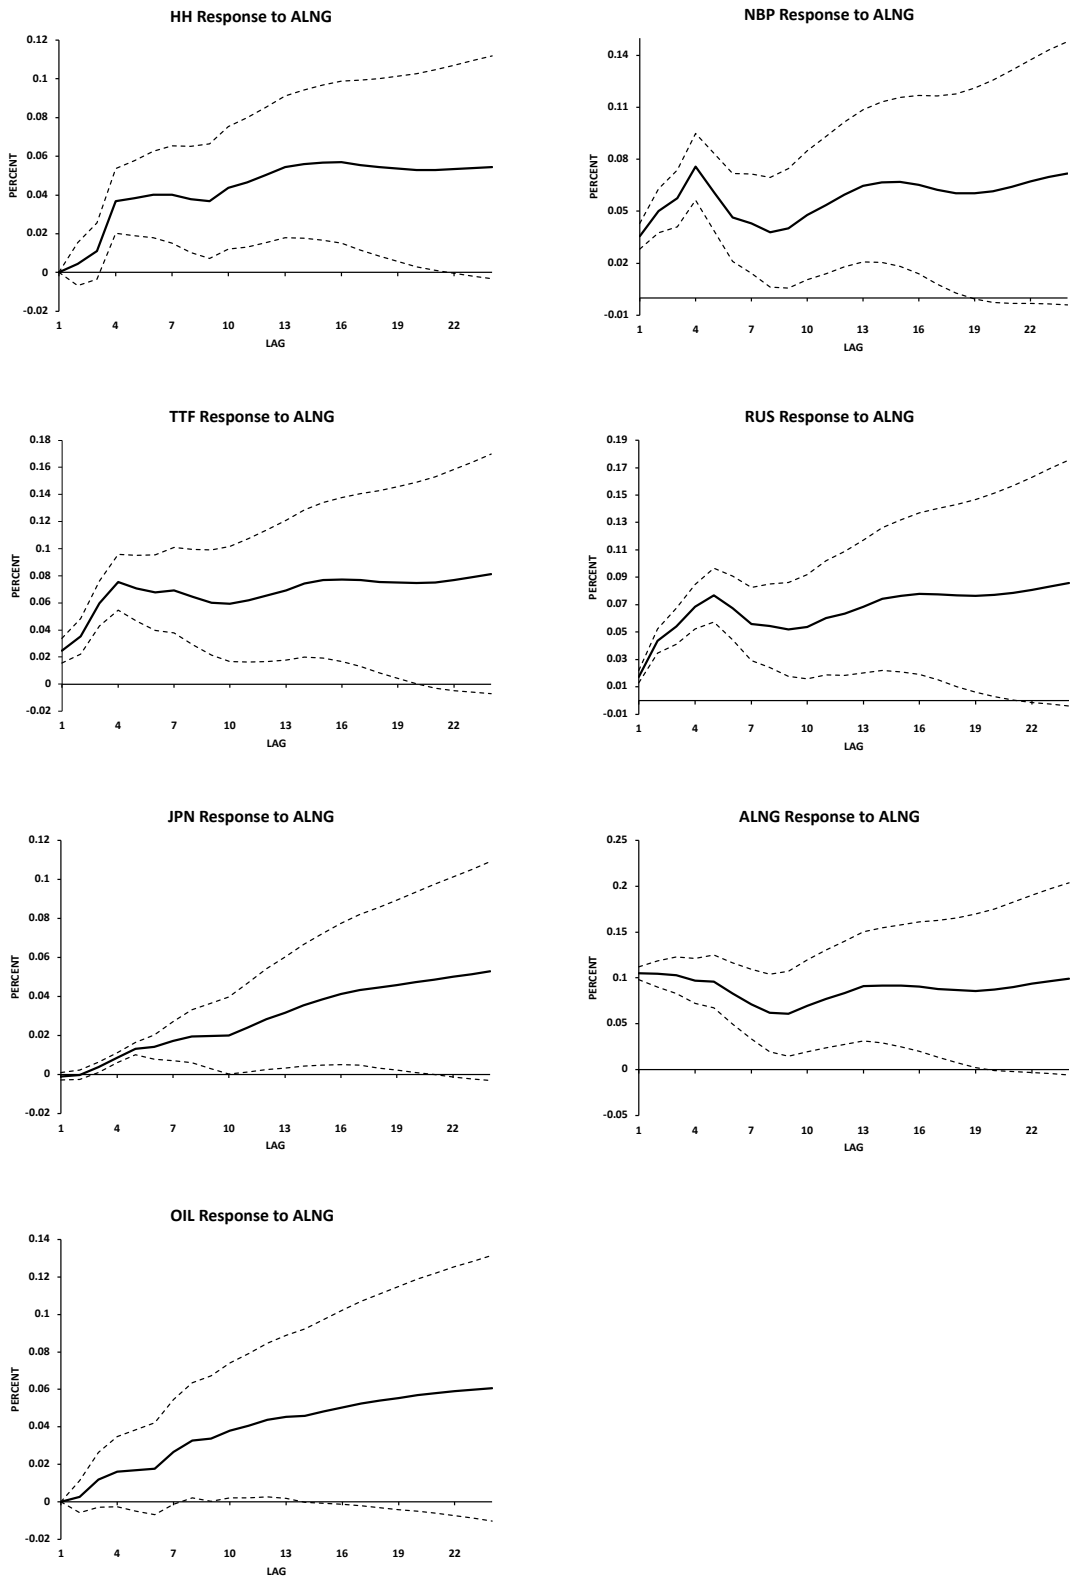 HH Response to ALNG
0.12
0.1
0.08
0.06
0.04
0.02
0
-0.02
PERCENT
1 4 7 10 13 16 19 22
LAG
NBP Response to ALNG
0.14
0.11
0.08
0.05
0.02
-0.01
PERCENT
1 4 7 10 13 16 19 22
LAG
TTF Response to ALNG
0.18
0.16
0.14
0.12
0.1
0.08
0.06
0.04
0.02
0
-0.02
PERCENT
1 4 7 10 13 16 19 22
LAG
RUS Response to ALNG
0.19
0.17
0.15
0.13
0.11
0.09
0.07
0.05
0.03
0.01
-0.01
PERCENT
1 4 7 10 13 16 19 22
LAG
JPN Response to ALNG
0.12
0.1
0.08
0.06
0.04
0.02
0
-0.02
PERCENT
1 4 7 10 13 16 19 22
LAG
ALNG Response to ALNG
0.25
0.2
0.15
0.1
0.05
0
-0.05
PERCENT
1 4 7 10 13 16 19 22
LAG
OIL Response to ALNG
0.14
0.12
0.1
0.08
0.06
0.04
0.02
0
-0.02
PERCENT
1 4 7 10 13 16 19 22
LAG